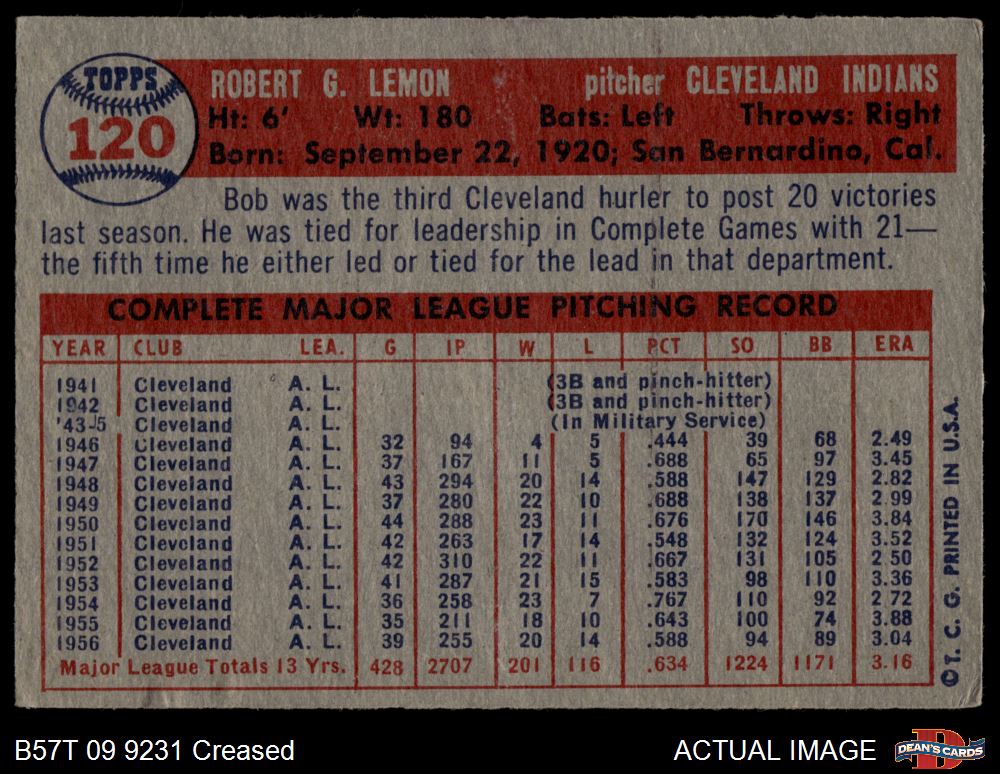 TOPPS
120
ROBERT G. LEMON pitcher CLEVELAND INDIANS
Ht: 6' Wt: 180 Bats: Left Throws: Right
Born: September 22, 1920; San Bernardino, Cal.
Bob was the third Cleveland hurler to post 20 victories
last season. He was tied for leadership in Complete Games with 21—
the fifth time he either led or tied for the lead in that department.
COMPLETE MAJOR LEAGUE PITCHING RECORD
YEAR CLUB LEA. G IP W L PCT SO BB ERA
1941 Cleveland A. L. (3B and pinch-hitter)
1942 Cleveland A. L. (3B and pinch-hitter)
'43-5 Cleveland A. L. (In Military Service)
1946 Cleveland A. L. 32 94 4 5 .444 39 68 2.49
1947 Cleveland A. L. 37 167 11 5 .688 65 97 3.45
1948 Cleveland A. L. 43 294 20 14 .588 147 129 2.82
1949 Cleveland A. L. 37 280 22 10 .688 138 137 2.99
1950 Cleveland A. L. 44 288 23 11 .676 170 146 3.84
1951 Cleveland A. L. 42 263 17 14 .548 132 124 3.52
1952 Cleveland A. L. 42 310 22 11 .667 131 105 2.50
1953 Cleveland A. L. 41 287 21 15 .583 98 110 3.36
1954 Cleveland A. L. 36 258 23 7 .767 110 92 2.72
1955 Cleveland A. L. 35 211 18 10 .643 100 74 3.88
1956 Cleveland A. L. 39 255 20 14 .588 94 89 3.04
Major League Totals 13 Yrs. 428 2707 201 116 .634 1224 1171 3.16
©T. C. G. PRINTED IN U.S.A.
B57T 09 9231 Creased
ACTUAL IMAGE
DEAN'S CARDS